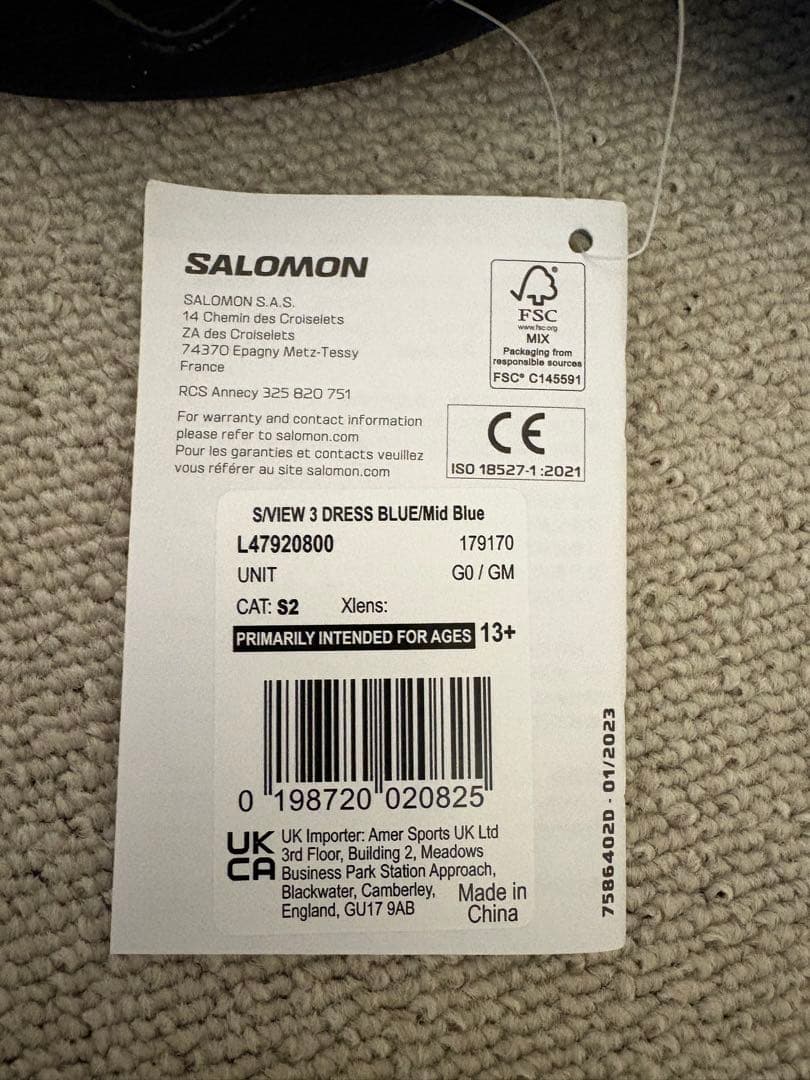 SALOMON
SALOMON S.A.S.
14 Chemin des Croiselets
ZA des Croiselets
74370 Epagny Metz-Tessy
France
RCS Annecy 325 820 751
For warranty and contact information
please refer to salomon.com
Pour les garanties et contacts veuillez
vous référer au site salomon.com
FSC
www.fsc.org
MIX
Packaging from
responsible sources
FSC® C145591
CE
ISO 18527-1 :2021
S/VIEW 3 DRESS BLUE/Mid Blue
L47920800 179170
UNIT G0 / GM
CAT: S2 Xlens:
PRIMARILY INTENDED FOR AGES 13+
0 198720 020825
UK
CA
UK Importer: Amer Sports UK Ltd
3rd Floor, Building 2, Meadows
Business Park Station Approach,
Blackwater, Camberley,
England, GU17 9AB
Made in
China
7586402D - 01/2023